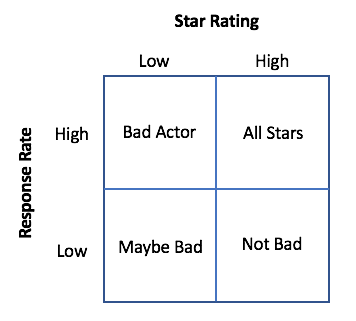 Star Rating
Low High
Response Rate
High Bad Actor All Stars
Low Maybe Bad Not Bad